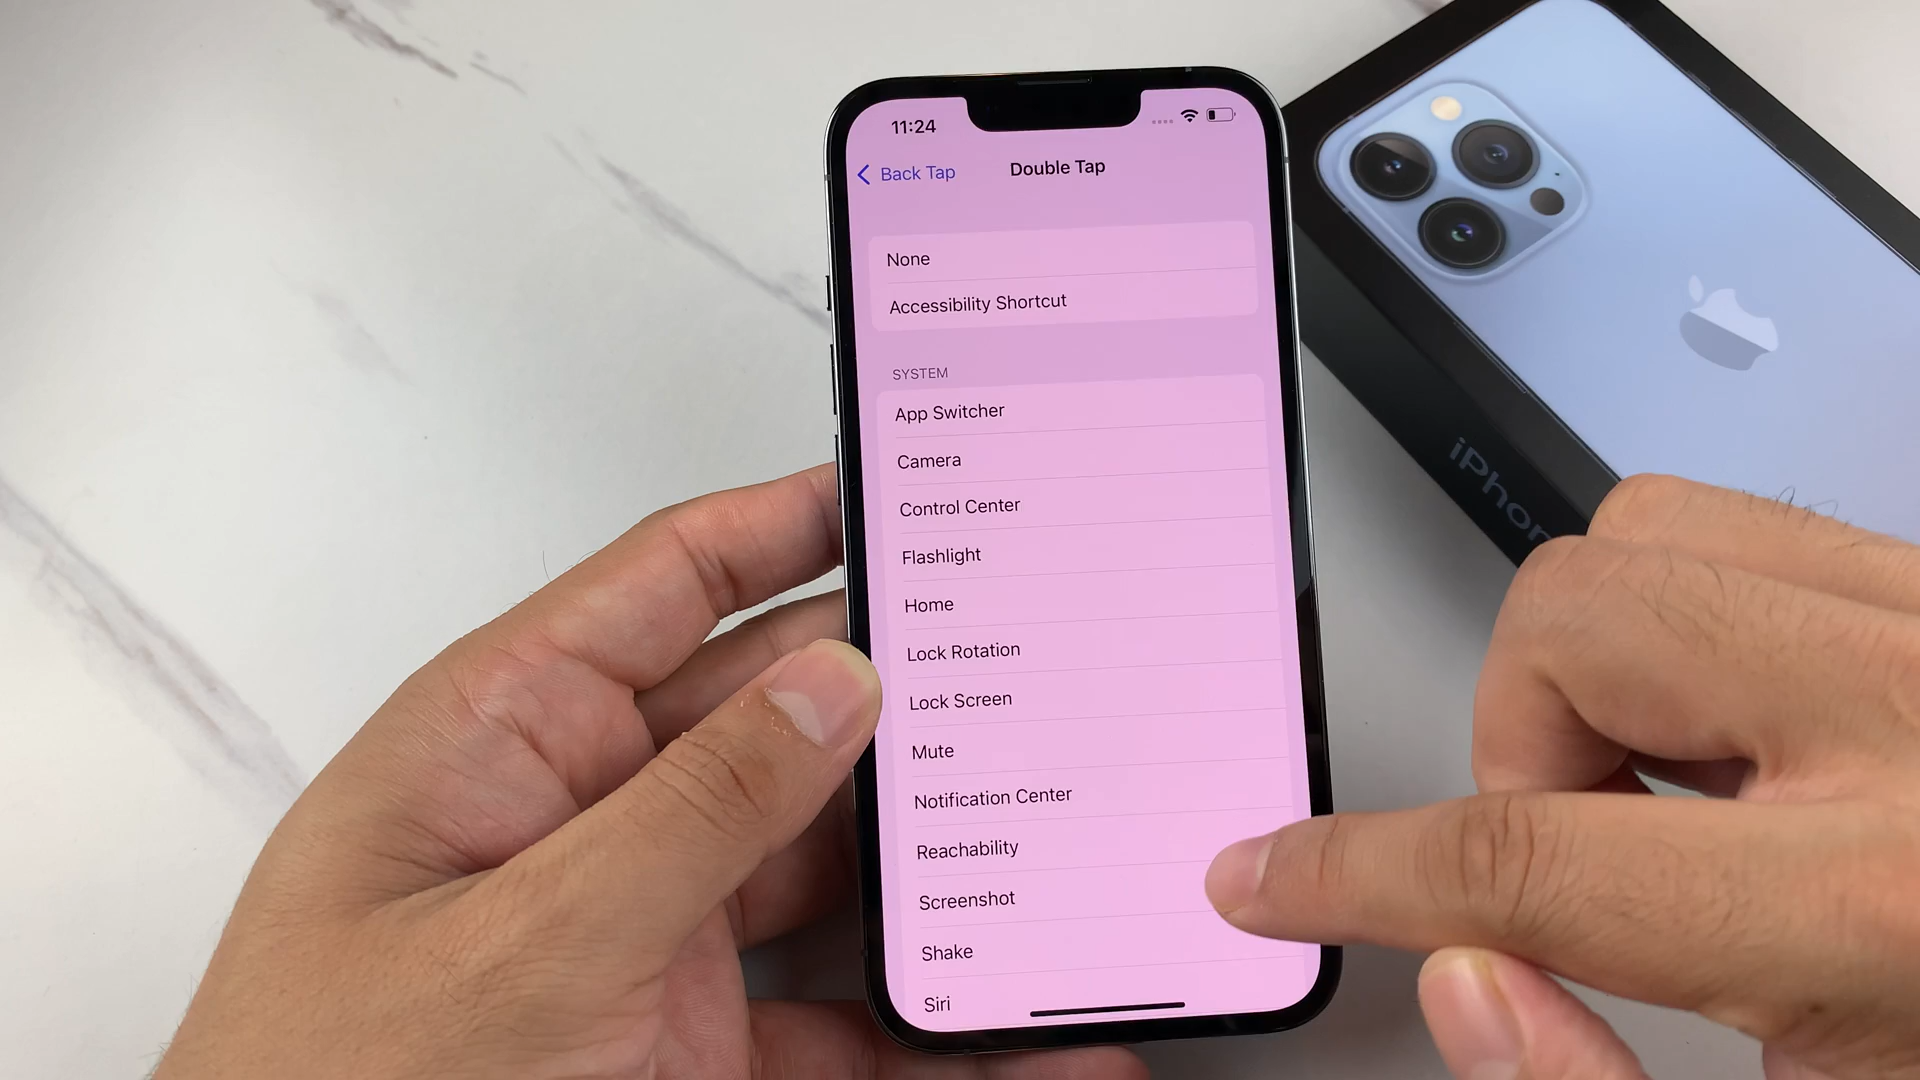 11:24
Back Tap
Double Tap
None
Accessibility Shortcut
SYSTEM
App Switcher
Camera
Control Center
Flashlight
Home
Lock Rotation
Lock Screen
Mute
Notification Center
Reachability
Screenshot
Shake
Siri
iPhon